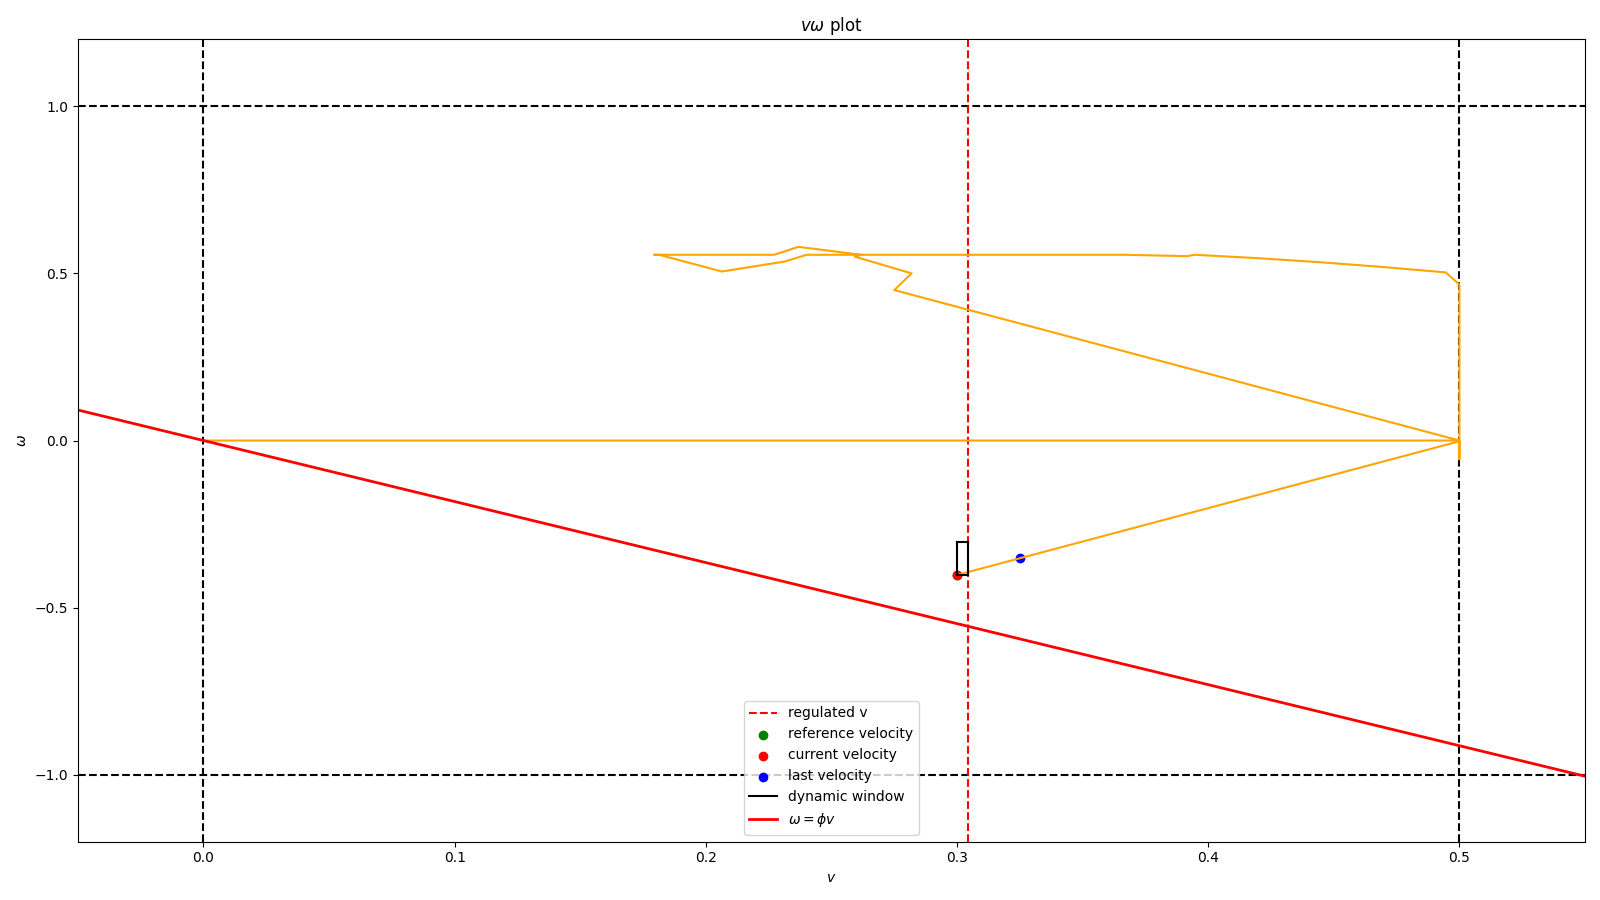 vω plot
1.0
0.5
0.0
−0.5
−1.0
ω
regulated v
reference velocity
current velocity
last velocity
dynamic window
ω = ϕv
0.0 0.1 0.2 0.3 0.4 0.5
v